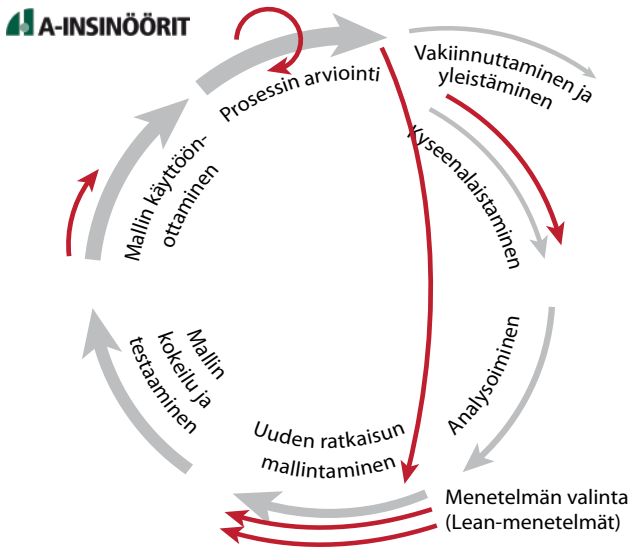 A-INSINÖÖRIT
Prosessin arviointi
Vakiinnuttaminen ja
yleistäminen
Kyseenalaistaminen
Analysoiminen
Menetelmän valinta
(Lean-menetelmät)
Uuden ratkaisun
mallintaminen
Mallin
kokeilu ja
testaaminen
Mallin käyttöön-
ottaminen